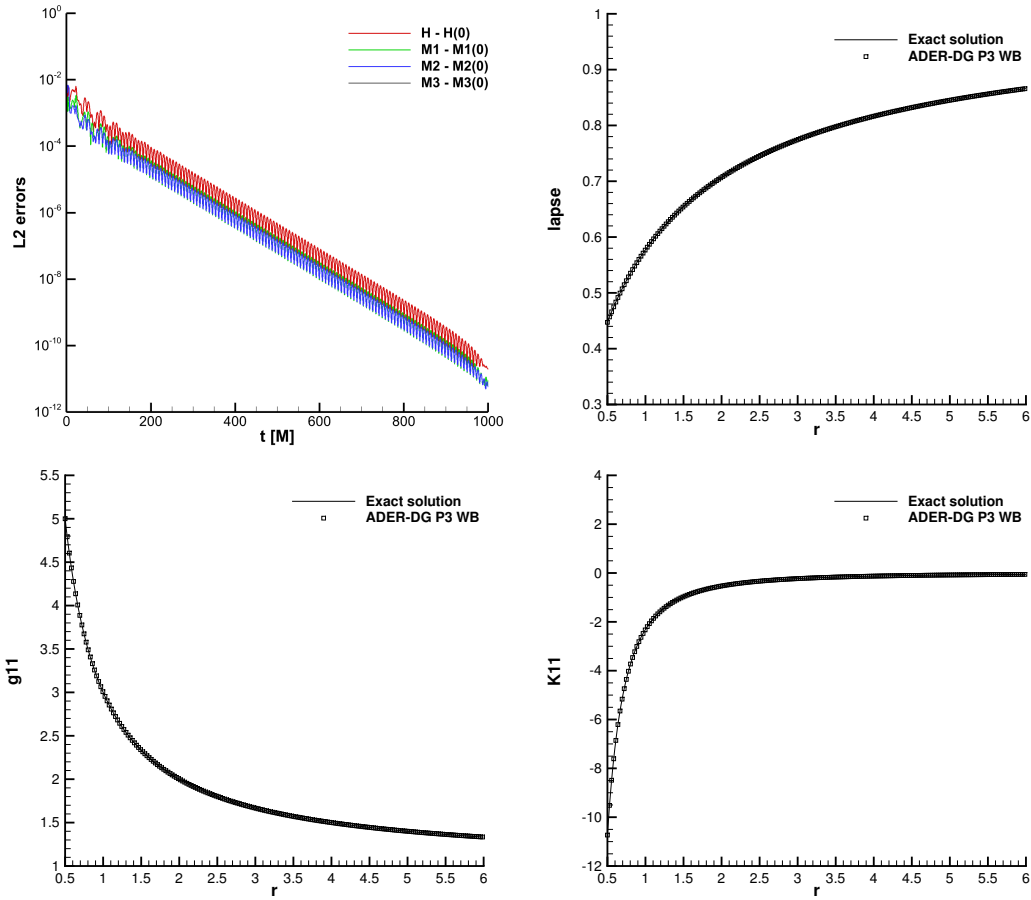 H - H(0)
M1 - M1(0)
M2 - M2(0)
M3 - M3(0)
10^0
10^-2
10^-4
10^-6
10^-8
10^-10
10^-12
L2 errors
0 200 400 600 800 1000
t [M]
Exact solution
ADER-DG P3 WB
1
0.9
0.8
0.7
0.6
0.5
0.4
0.3
lapse
0.5 1 1.5 2 2.5 3 3.5 4 4.5 5 5.5 6
r
Exact solution
ADER-DG P3 WB
5.5
5
4.5
4
3.5
3
2.5
2
1.5
1
g11
0.5 1 1.5 2 2.5 3 3.5 4 4.5 5 5.5 6
r
Exact solution
ADER-DG P3 WB
4
2
0
-2
-4
-6
-8
-10
-12
K11
0.5 1 1.5 2 2.5 3 3.5 4 4.5 5 5.5 6
r